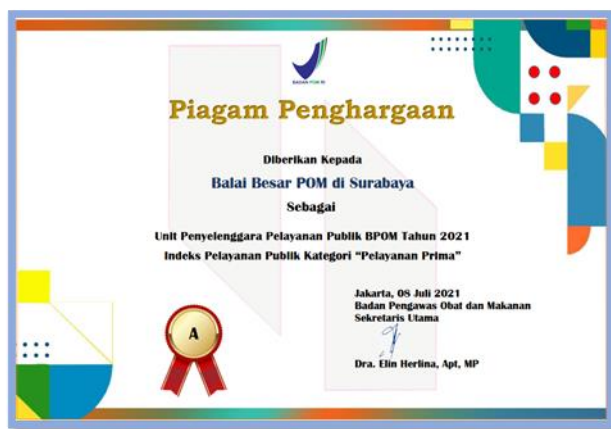 BADAN POM RI
Piagam Penghargaan
Diberikan Kepada
Balai Besar POM di Surabaya
Sebagai
Unit Penyelenggara Pelayanan Publik BPOM Tahun 2021
Indeks Pelayanan Publik Kategori “Pelayanan Prima”
Jakarta, 08 Juli 2021
Badan Pengawas Obat dan Makanan
Sekretaris Utama
Dra. Elin Herlina, Apt, MP
A